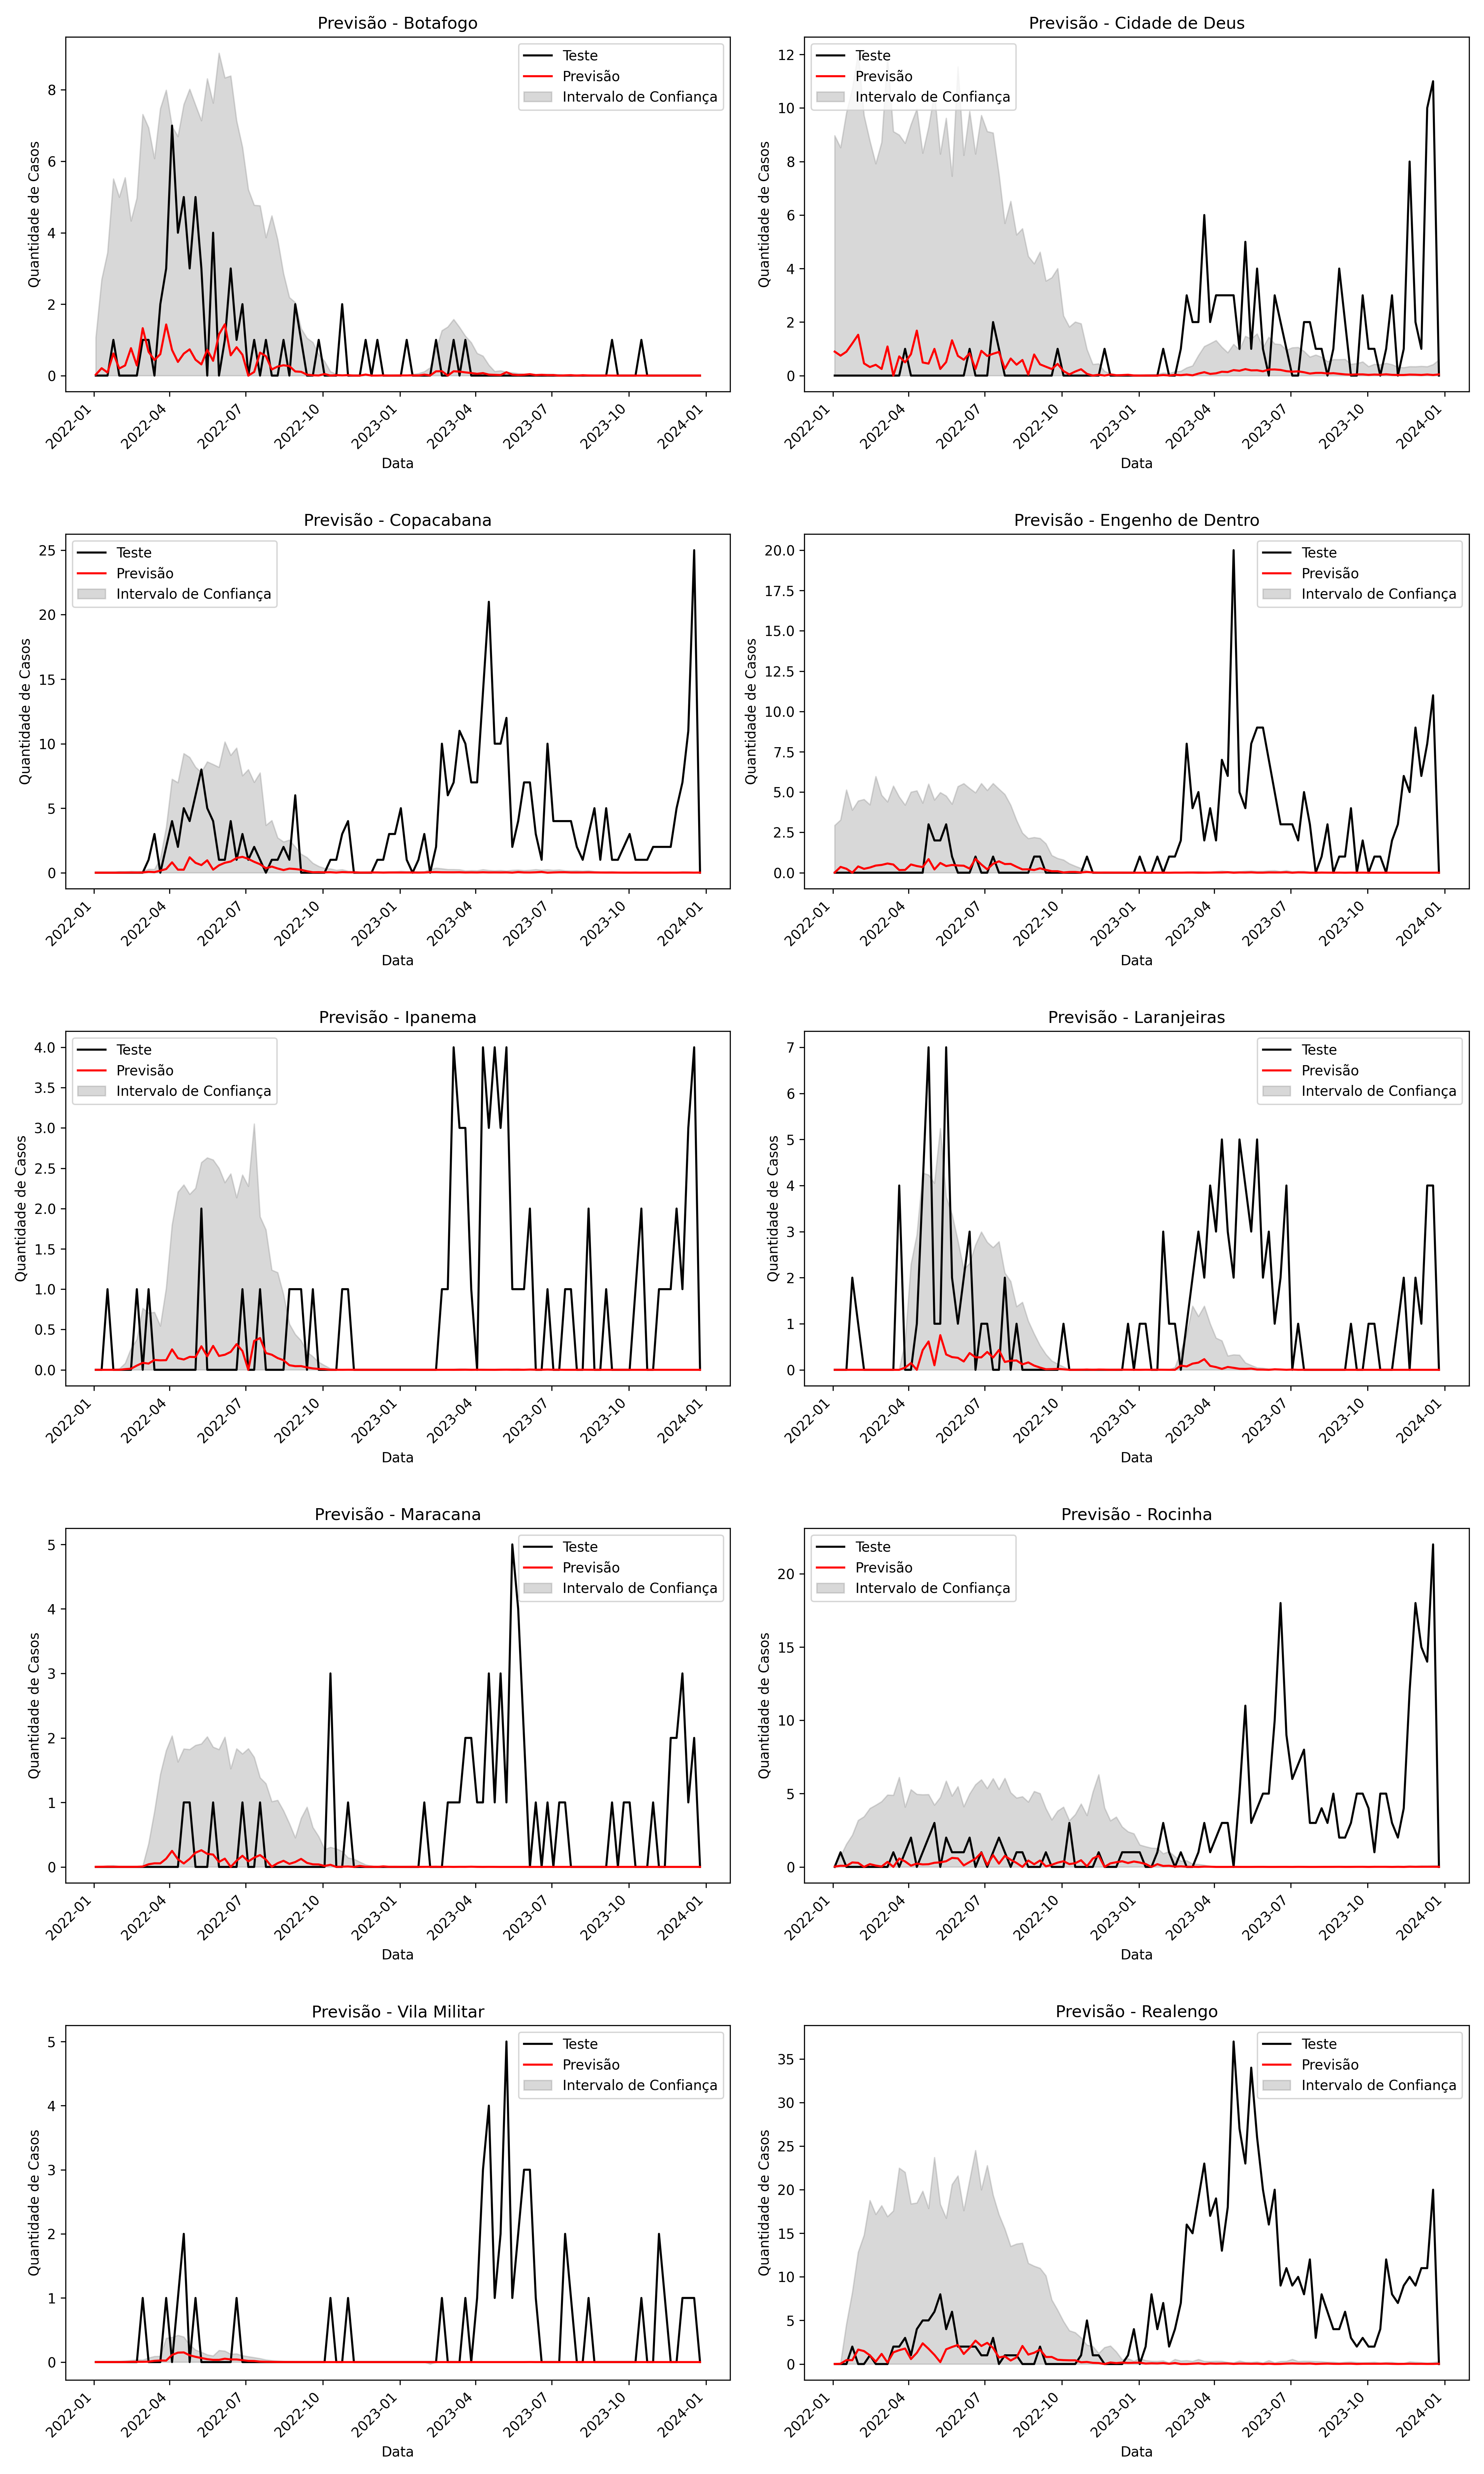 Previsão - Botafogo
Quantidade de Casos
8
6
4
2
0
Teste
Previsão
Intervalo de Confiança
2022-01
2022-04
2022-07
2022-10
2023-01
2023-04
2023-07
2023-10
2024-01
Data
Previsão - Cidade de Deus
Quantidade de Casos
12
10
8
6
4
2
0
Teste
Previsão
Intervalo de Confiança
2022-01
2022-04
2022-07
2022-10
2023-01
2023-04
2023-07
2023-10
2024-01
Data
Previsão - Copacabana
Quantidade de Casos
25
20
15
10
5
0
Teste
Previsão
Intervalo de Confiança
2022-01
2022-04
2022-07
2022-10
2023-01
2023-04
2023-07
2023-10
2024-01
Data
Previsão - Engenho de Dentro
Quantidade de Casos
20.0
17.5
15.0
12.5
10.0
7.5
5.0
2.5
0.0
Teste
Previsão
Intervalo de Confiança
2022-01
2022-04
2022-07
2022-10
2023-01
2023-04
2023-07
2023-10
2024-01
Data
Previsão - Ipanema
Quantidade de Casos
4.0
3.5
3.0
2.5
2.0
1.5
1.0
0.5
0.0
Teste
Previsão
Intervalo de Confiança
2022-01
2022-04
2022-07
2022-10
2023-01
2023-04
2023-07
2023-10
2024-01
Data
Previsão - Laranjeiras
Quantidade de Casos
7
6
5
4
3
2
1
0
Teste
Previsão
Intervalo de Confiança
2022-01
2022-04
2022-07
2022-10
2023-01
2023-04
2023-07
2023-10
2024-01
Data
Previsão - Maracana
Quantidade de Casos
5
4
3
2
1
0
Teste
Previsão
Intervalo de Confiança
2022-01
2022-04
2022-07
2022-10
2023-01
2023-04
2023-07
2023-10
2024-01
Data
Previsão - Rocinha
Quantidade de Casos
20
15
10
5
0
Teste
Previsão
Intervalo de Confiança
2022-01
2022-04
2022-07
2022-10
2023-01
2023-04
2023-07
2023-10
2024-01
Data
Previsão - Vila Militar
Quantidade de Casos
5
4
3
2
1
0
Teste
Previsão
Intervalo de Confiança
2022-01
2022-04
2022-07
2022-10
2023-01
2023-04
2023-07
2023-10
2024-01
Data
Previsão - Realengo
Quantidade de Casos
35
30
25
20
15
10
5
0
Teste
Previsão
Intervalo de Confiança
2022-01
2022-04
2022-07
2022-10
2023-01
2023-04
2023-07
2023-10
2024-01
Data